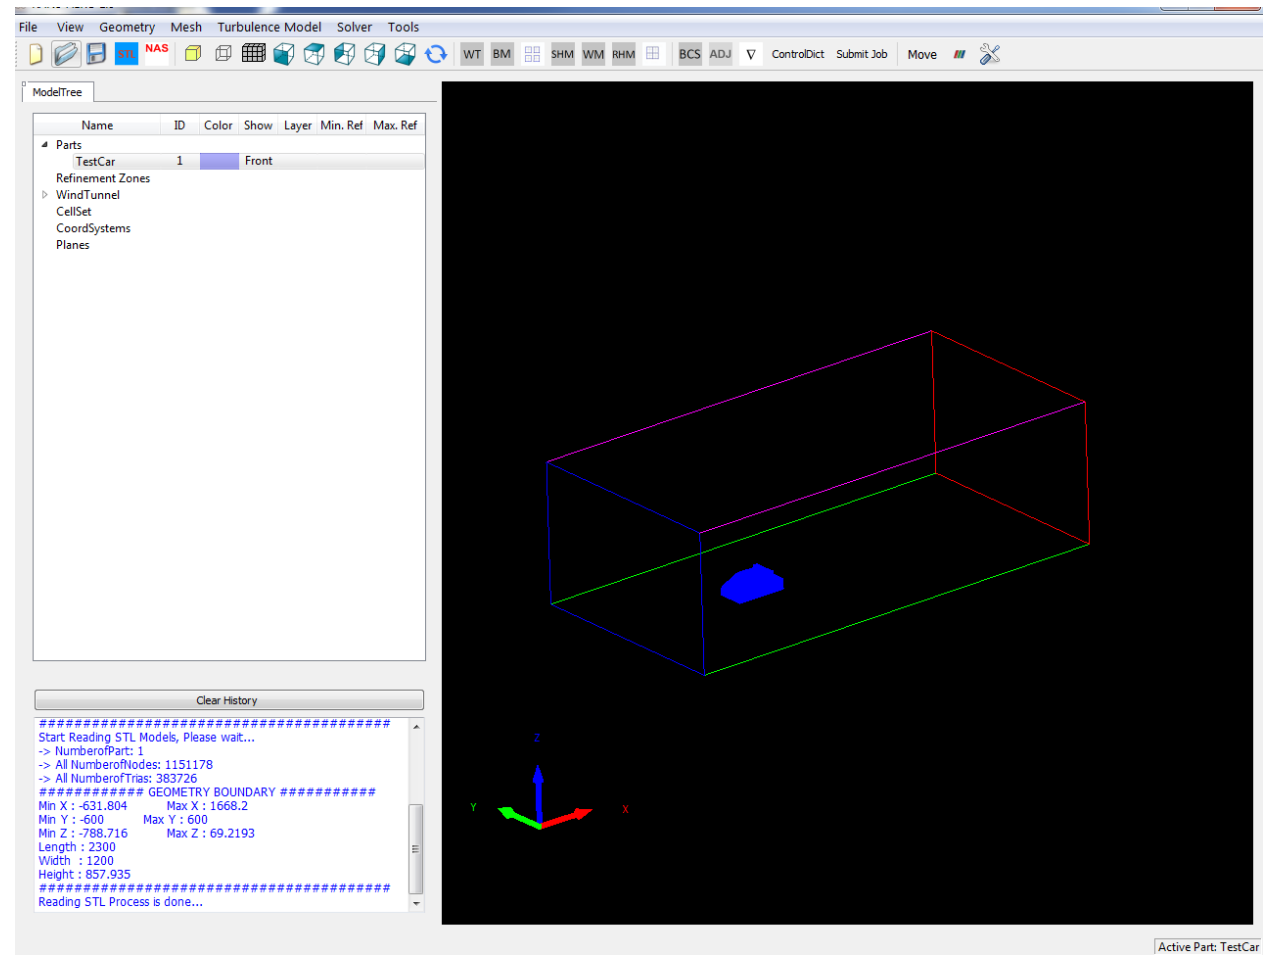 File View Geometry Mesh Turbulence Model Solver Tools
STL NAS WT BM SHM WM RHM BCS ADJ ∇ ControlDict Submit Job Move
ModelTree
Name ID Color Show Layer Min. Ref Max. Ref
Parts
TestCar 1 Front
Refinement Zones
WindTunnel
CellSet
CoordSystems
Planes
Clear History
########################################
Start Reading STL Models, Please wait...
-> NumberofPart: 1
-> All NumberofNodes: 1151178
-> All NumberofTrias: 383726
############ GEOMETRY BOUNDARY ###########
Min X : -631.804 Max X : 1668.2
Min Y : -600 Max Y : 600
Min Z : -788.716 Max Z : 69.2193
Length : 2300
Width : 1200
Height : 857.935
########################################
Reading STL Process is done...
Z
Y
X
Active Part: TestCar